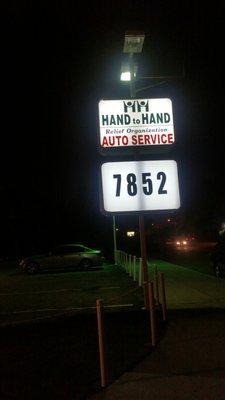 HAND to HAND
Relief Organization
AUTO SERVICE
7852